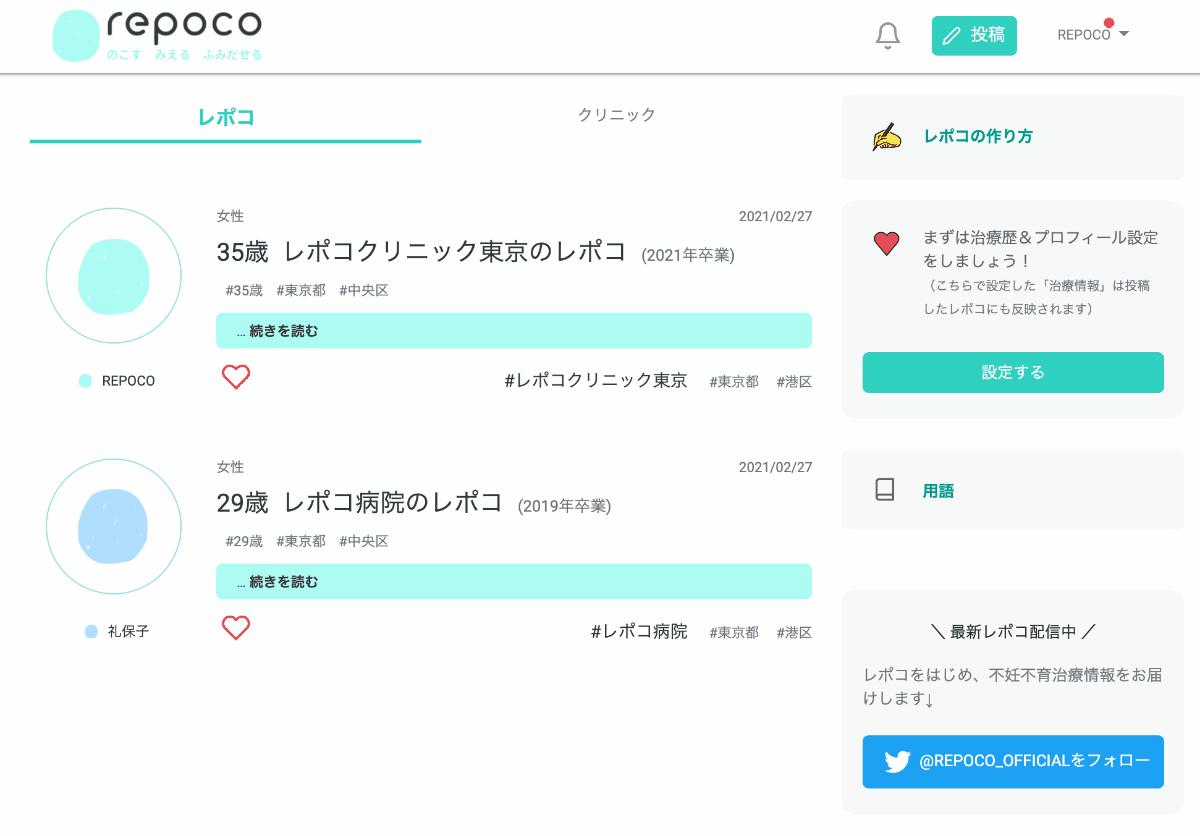 repoco
のこす みえる ふみだせる
投稿
REPOCO
レポコ
クリニック
女性
2021/02/27
35歳 レポコクリニック東京のレポコ (2021年卒業)
#35歳 #東京都 #中央区
... 続きを読む
REPOCO
#レポコクリニック東京 #東京都 #港区
女性
2021/02/27
29歳 レポコ病院のレポコ (2019年卒業)
#29歳 #東京都 #中央区
... 続きを読む
礼保子
#レポコ病院 #東京都 #港区
レポコの作り方
まずは治療歴＆プロフィール設定
をしましょう！
（こちらで設定した「治療情報」は投稿
したレポコにも反映されます）
設定する
用語
＼ 最新レポコ配信中 ／
レポコをはじめ、不妊不育治療情報をお届
けします↓
@REPOCO_OFFICIALをフォロー